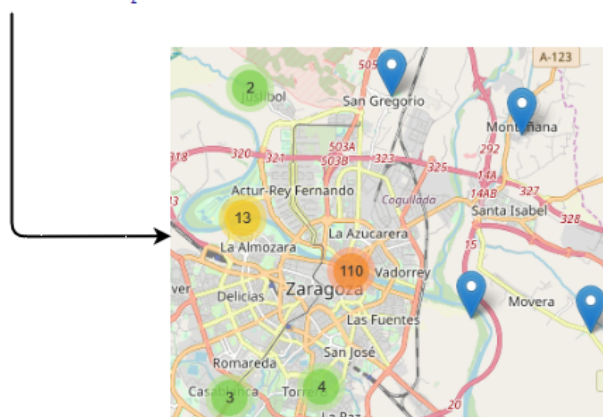 A-123
505
2
Juslibol
San Gregorio
Montañana
292
503A
503B
318
320
321
323
325
14A
14AB
327
328
Actur-Rey Fernando
Cogullada
Santa Isabel
13
La Azucarera
15
La Almozara
110
Vadorrey
Zaragoza
Delicias
Movera
Las Fuentes
San José
Romareda
Casablanca
3
Torrero
4
20
La Paz